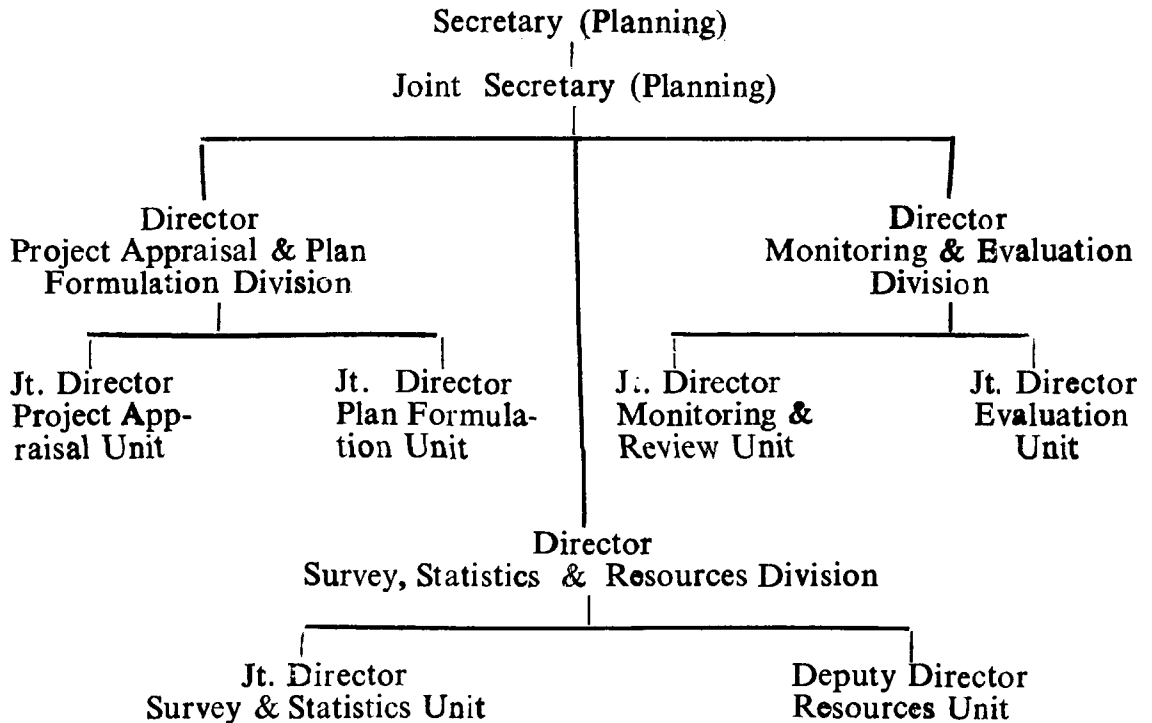 Secretary (Planning)
Joint Secretary (Planning)
Director
Project Appraisal & Plan
Formulation Division
Director
Monitoring & Evaluation
Division
Jt. Director
Project App-
raisal Unit
Jt. Director
Plan Formula-
tion Unit
J.. Director
Monitoring &
Review Unit
Jt. Director
Evaluation
Unit
Director
Survey, Statistics & Resources Division
Jt. Director
Survey & Statistics Unit
Deputy Director
Resources Unit